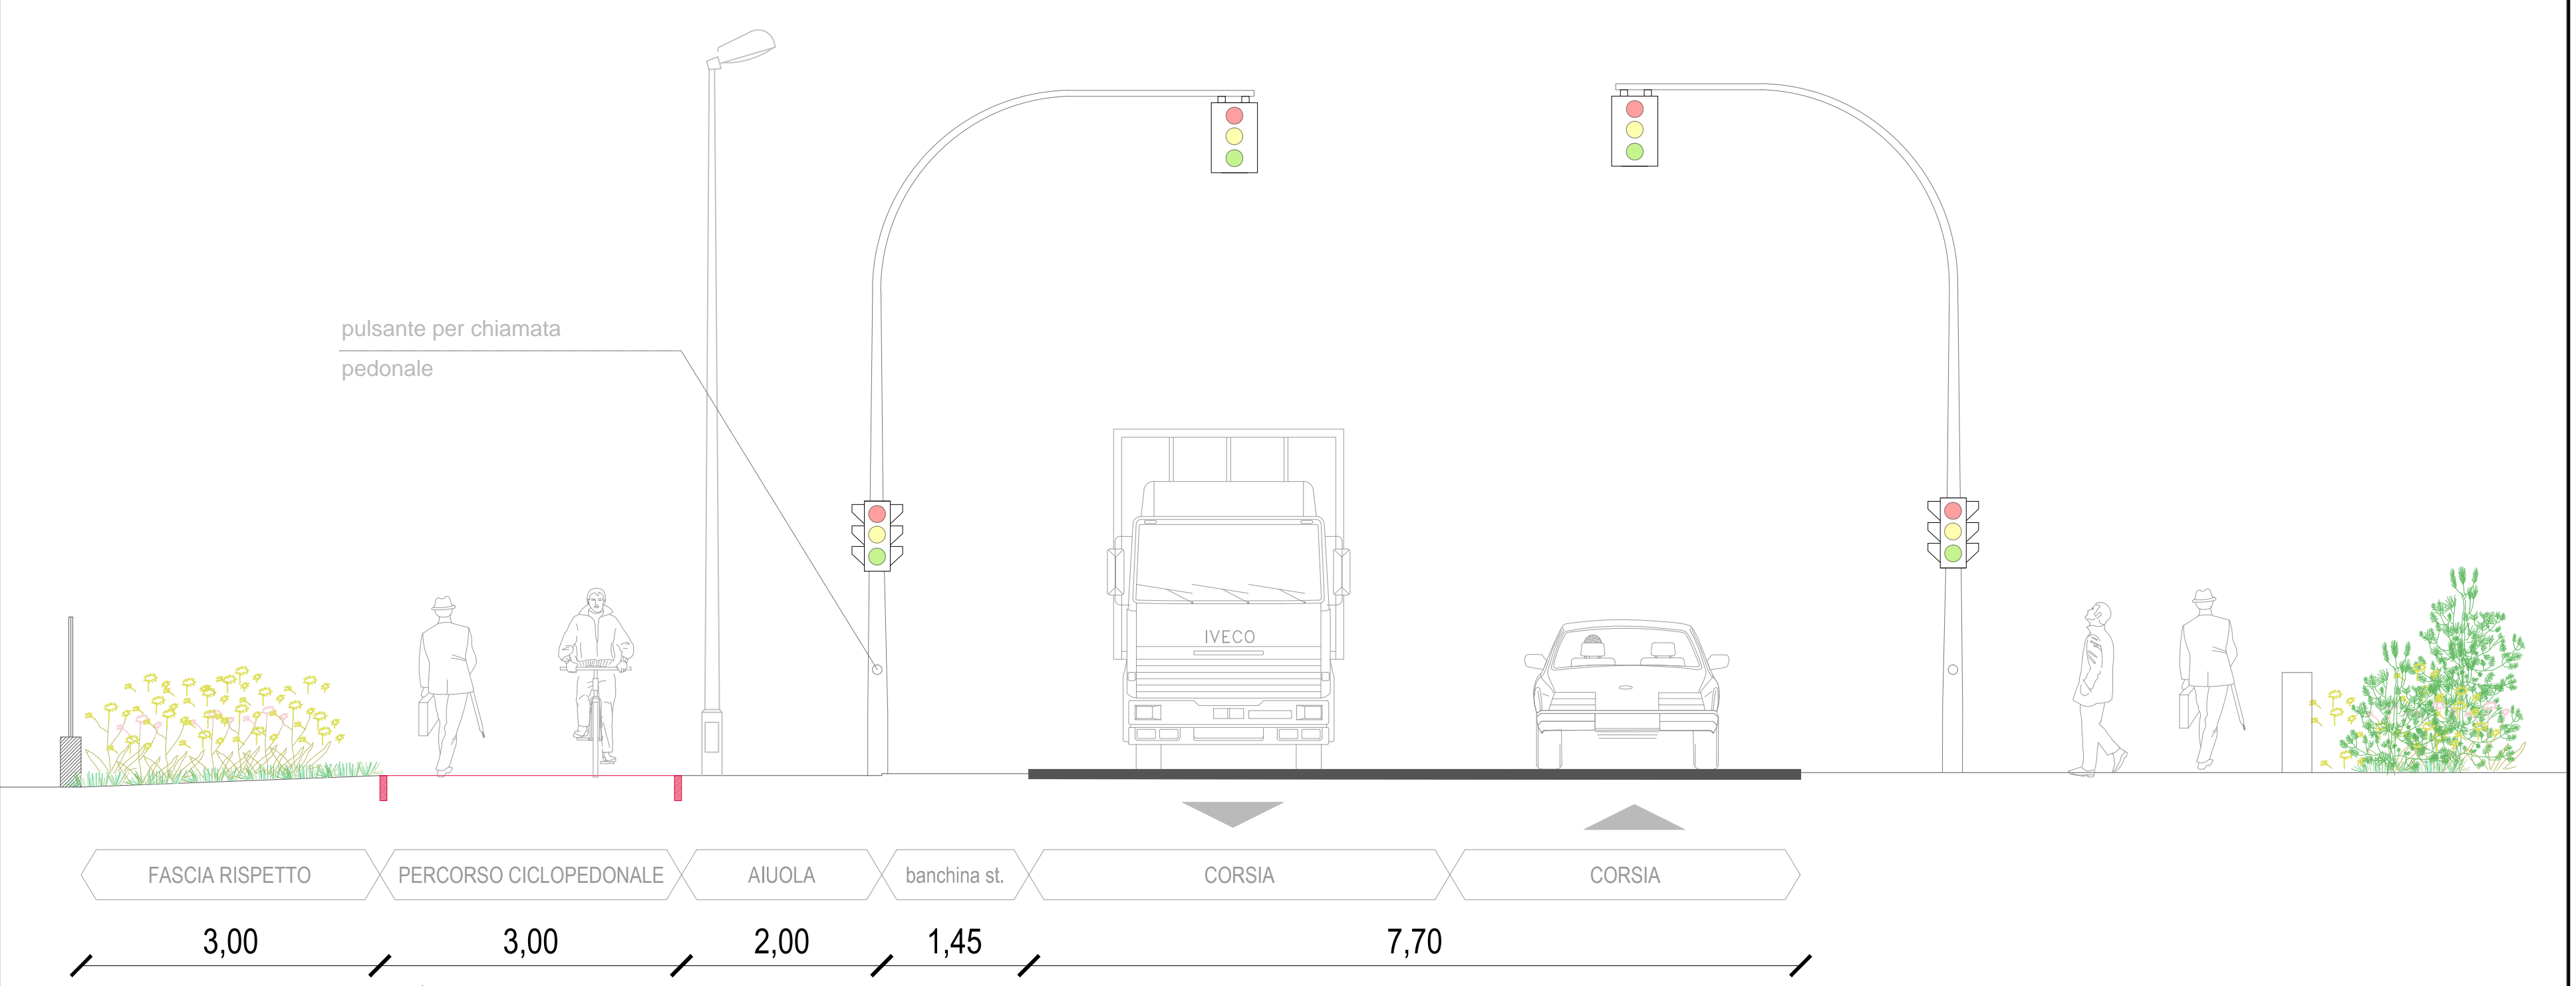 pulsante per chiamata
pedonale
IVECO
FASCIA RISPETTO
PERCORSO CICLOPEDONALE
AIUOLA
banchina st.
CORSIA
CORSIA
3,00
3,00
2,00
1,45
7,70